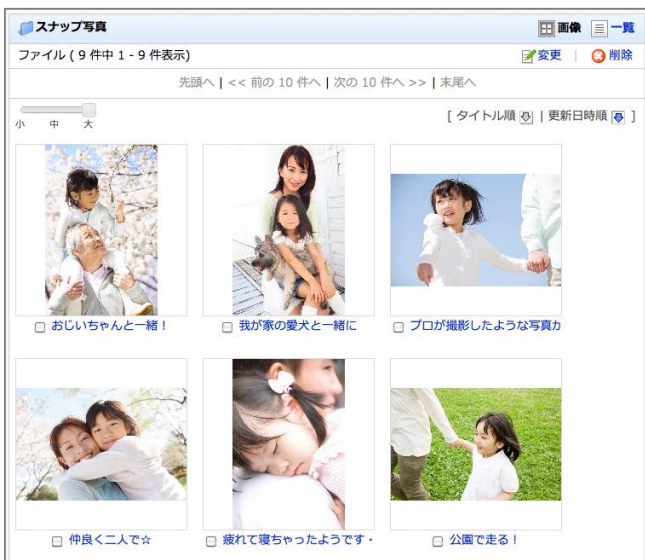 スナップ写真 画像 一覧
ファイル ( 9 件中 1 - 9 件表示) 変更 | 削除
先頭へ | << 前の 10 件へ | 次の 10 件へ >> | 末尾へ
小 中 大 [ タイトル順 | 更新日時順 ]
おじいちゃんと一緒！ 我が家の愛犬と一緒に プロが撮影したような写真か
仲良く二人で☆ 疲れて寝ちゃったようです・ 公園で走る！